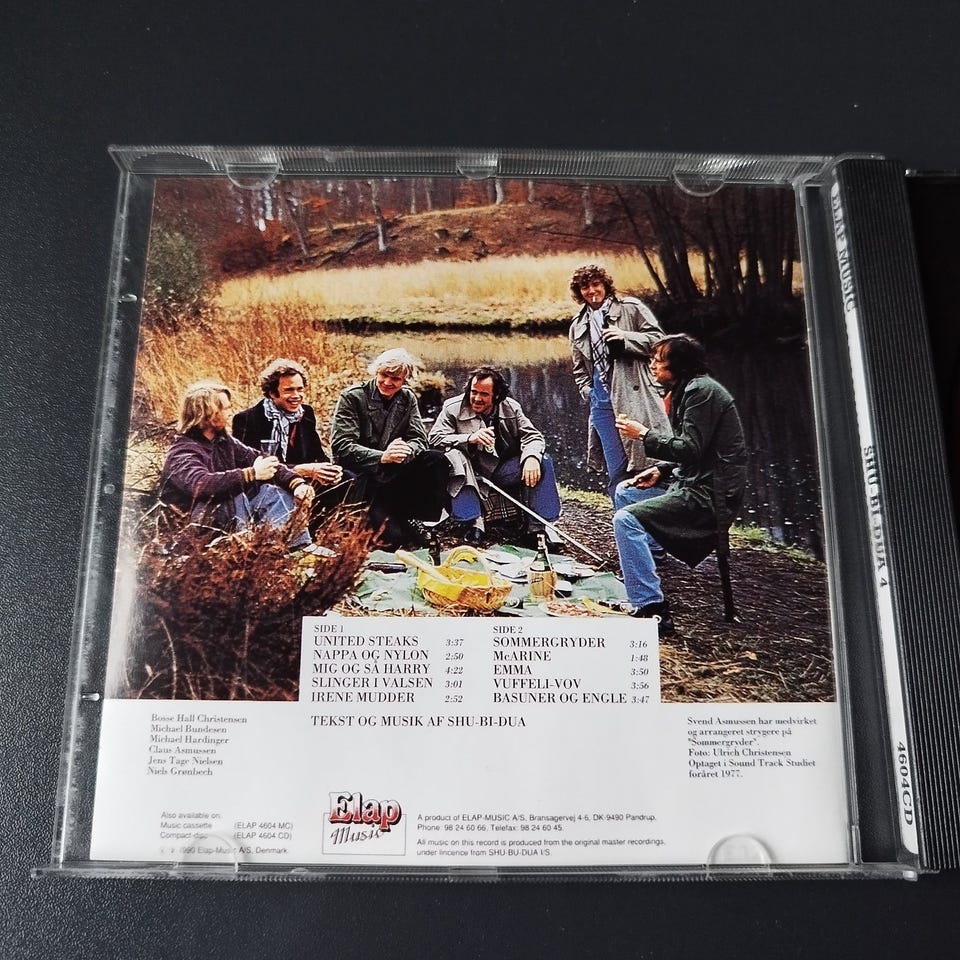 SIDE 1
UNITED STEAKS 3:37
NAPPA OG NYLON 2:50
MIG OG SÅ HARRY 4:22
SLINGER I VALSEN 3:01
IRENE MUDDER 2:52
SIDE 2
SOMMERGRYDER 3:16
McARINE 1:48
EMMA 3:50
VUFFELI-VOV 3:56
BASUNER OG ENGLE 3:47
TEKST OG MUSIK AF SHU-BI-DUA
Bosse Hall Christensen
Michael Bundesen
Michael Hardinger
Claus Asmussen
Jens Tage Nielsen
Niels Grønbech
Svend Asmussen har medvirket
og arrangeret strygere på
"Sommergryder".
Foto: Ulrich Christensen
Optaget i Sound Track Studiet
foråret 1977.
Also available on:
Music cassette (ELAP 4604 MC)
Compact disc (ELAP 4604 CD)
1990 Elap-Music A/S, Denmark.
Elap
Music
A product of ELAP-MUSIC A/S, Bransagervej 4-6, DK-9490 Pandrup.
Phone: 98 24 60 66. Telefax: 98 24 60 45.
All music on this record is produced from the original master recordings,
under lincence from SHU-BU-DUA I/S.
ELAP MUSIC
SHU-BI-DUA 4
4604CD